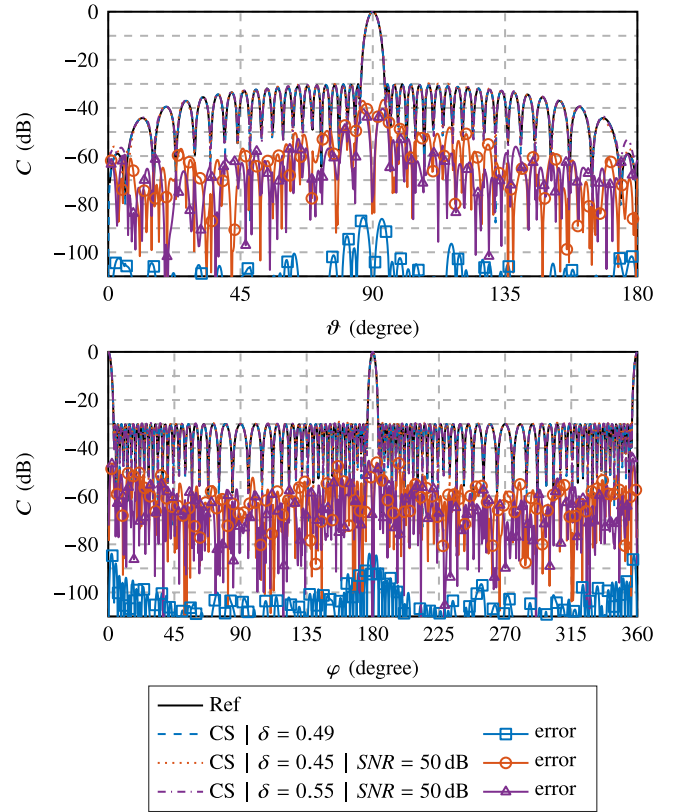 0
−20
−40
−60
−80
−100
C (dB)
0 45 90 135 180
ϑ (degree)
0
−20
−40
−60
−80
−100
C (dB)
0 45 90 135 180 225 270 315 360
φ (degree)
Ref
CS | δ = 0.49 error
CS | δ = 0.45 | SNR = 50 dB error
CS | δ = 0.55 | SNR = 50 dB error